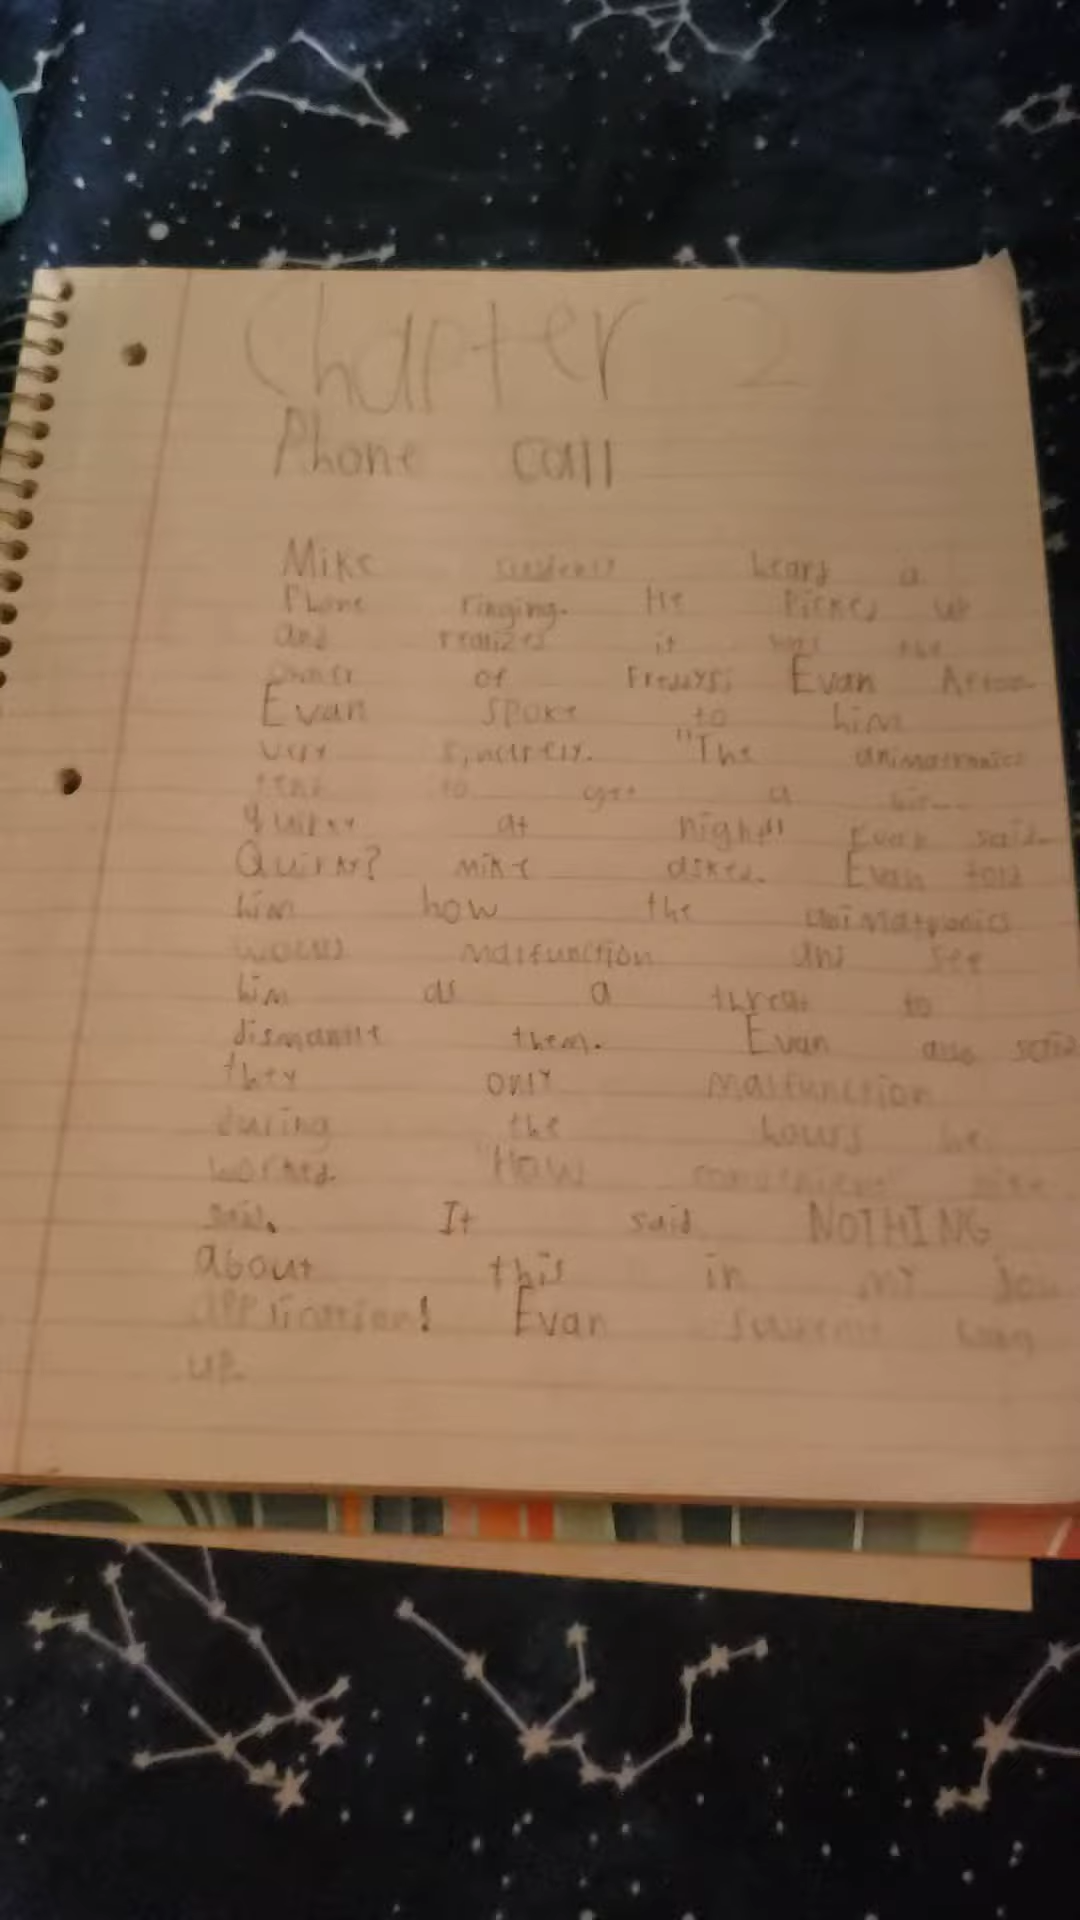 Chapter 2
Phone call
Mike hears a
Phone ringing. He Picked up
and realizes it was the
owner of Freddys; Evan Afton.
Evan spoke to him
very sincerely. "The animatronics
tend to get a bit--
quirky at night" Evan said.
Quirky? Mike asked. Evan told
him how the animatronics
would malfunction and see
him as a threat to
dismantle them. Evan also said
they only malfunction
during the hours he
worked. "How convenient Mike
said. It said NOTHING
about this in my job
application! Evan hung
up.